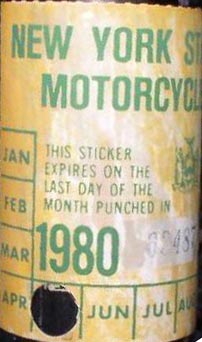 NEW YORK ST
MOTORCYCL
JAN
THIS STICKER
EXPIRES ON THE
LAST DAY OF THE
FEB
MONTH PUNCHED IN
MAR
1980
APR
JUN
JUL
AU